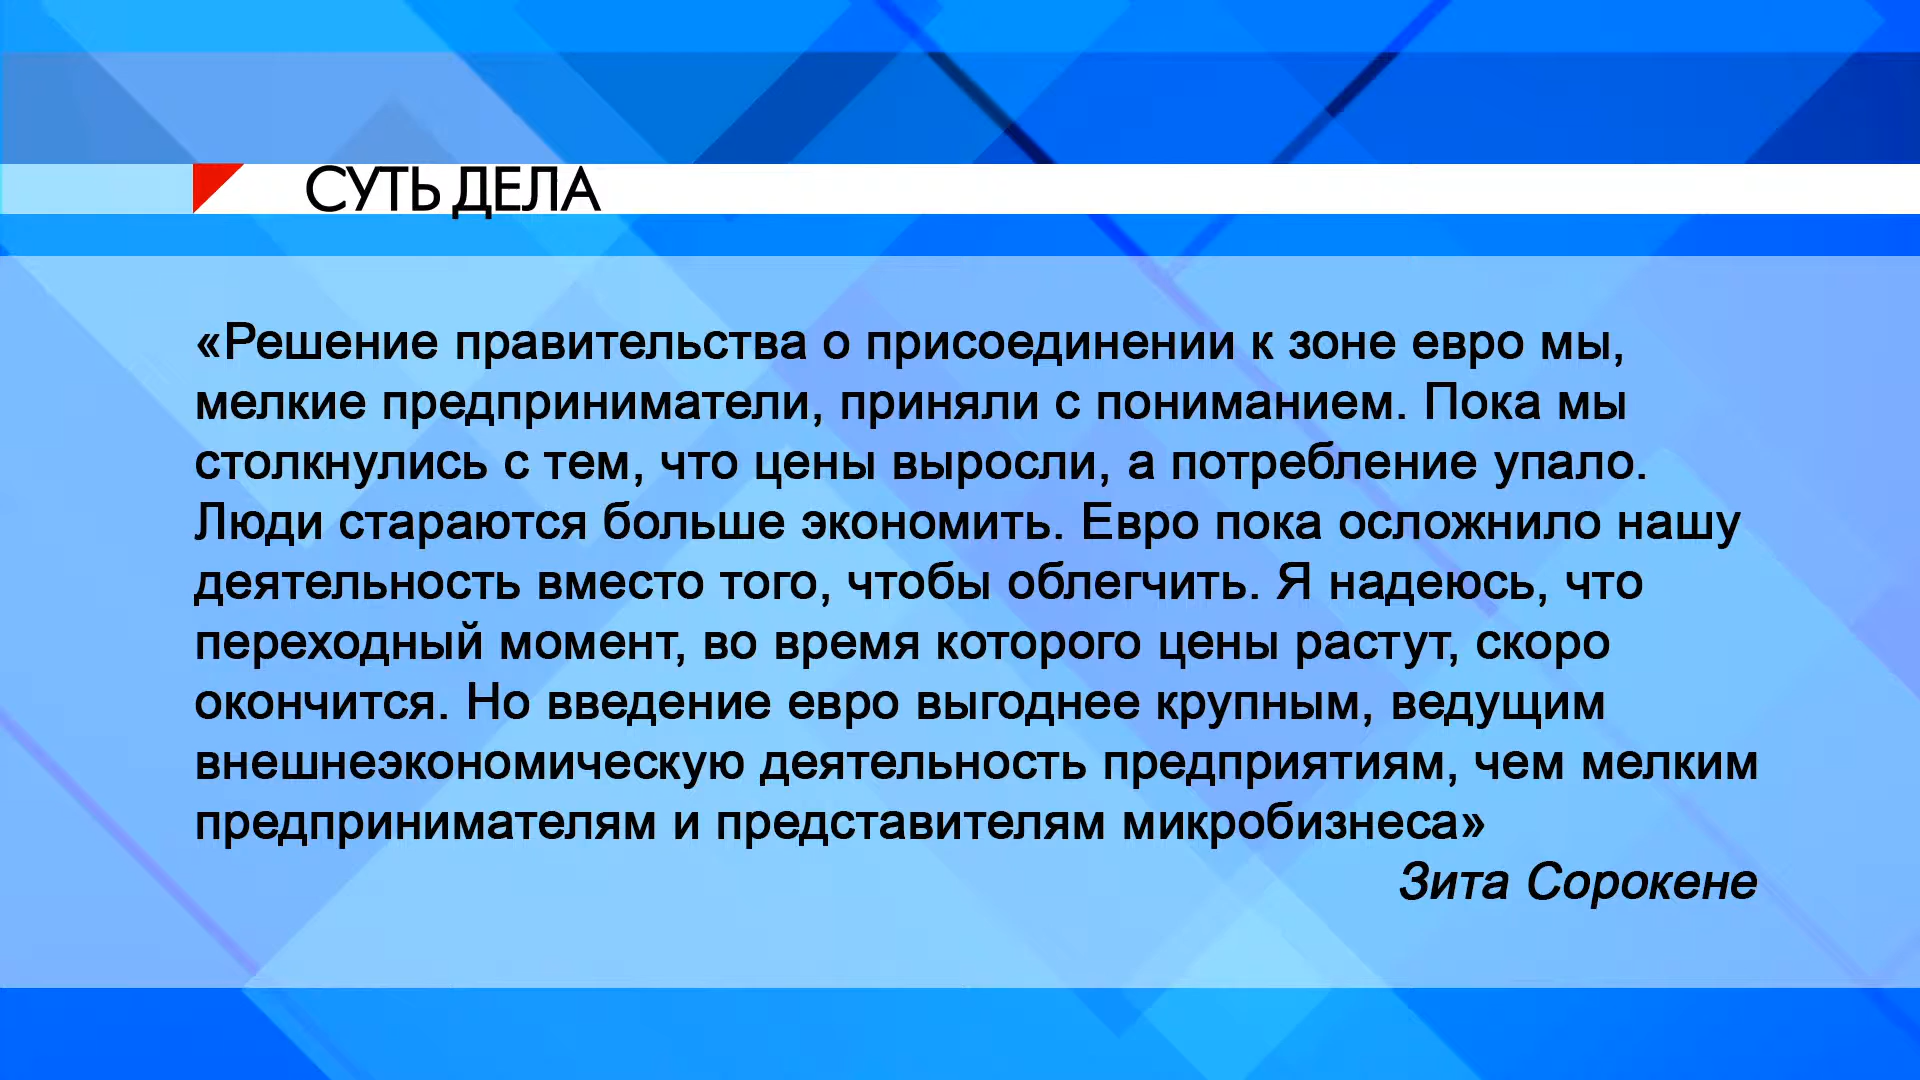 СУТЬ ДЕЛА
«Решение правительства о присоединении к зоне евро мы,
мелкие предприниматели, приняли с пониманием. Пока мы
столкнулись с тем, что цены выросли, а потребление упало.
Люди стараются больше экономить. Евро пока осложнило нашу
деятельность вместо того, чтобы облегчить. Я надеюсь, что
переходный момент, во время которого цены растут, скоро
окончится. Но введение евро выгоднее крупным, ведущим
внешнеэкономическую деятельность предприятиям, чем мелким
предпринимателям и представителям микробизнеса»
Зита Сорокене